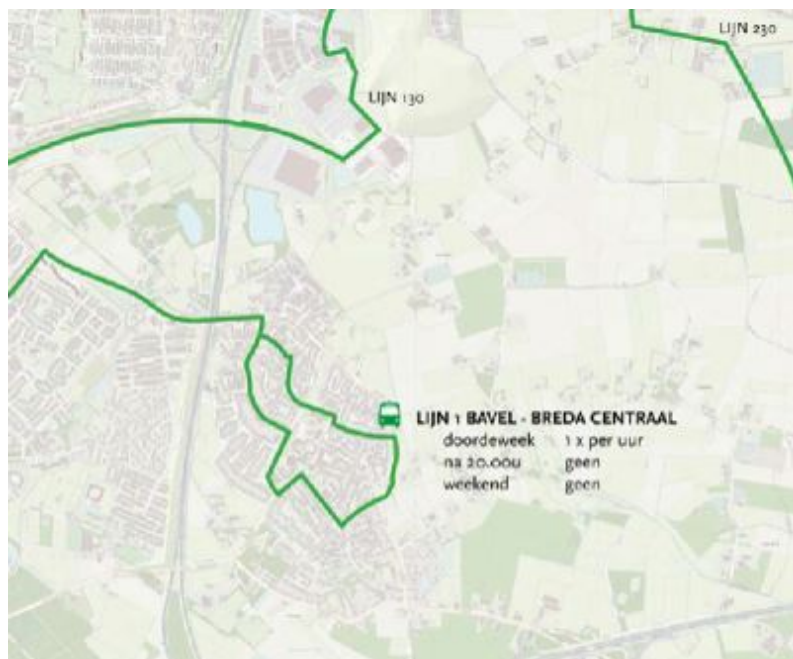 LIJN 230
LIJN 130
LIJN 1 BAVEL - BREDA CENTRAAL
doordeweek 1 x per uur
na 20.00u geen
weekend geen